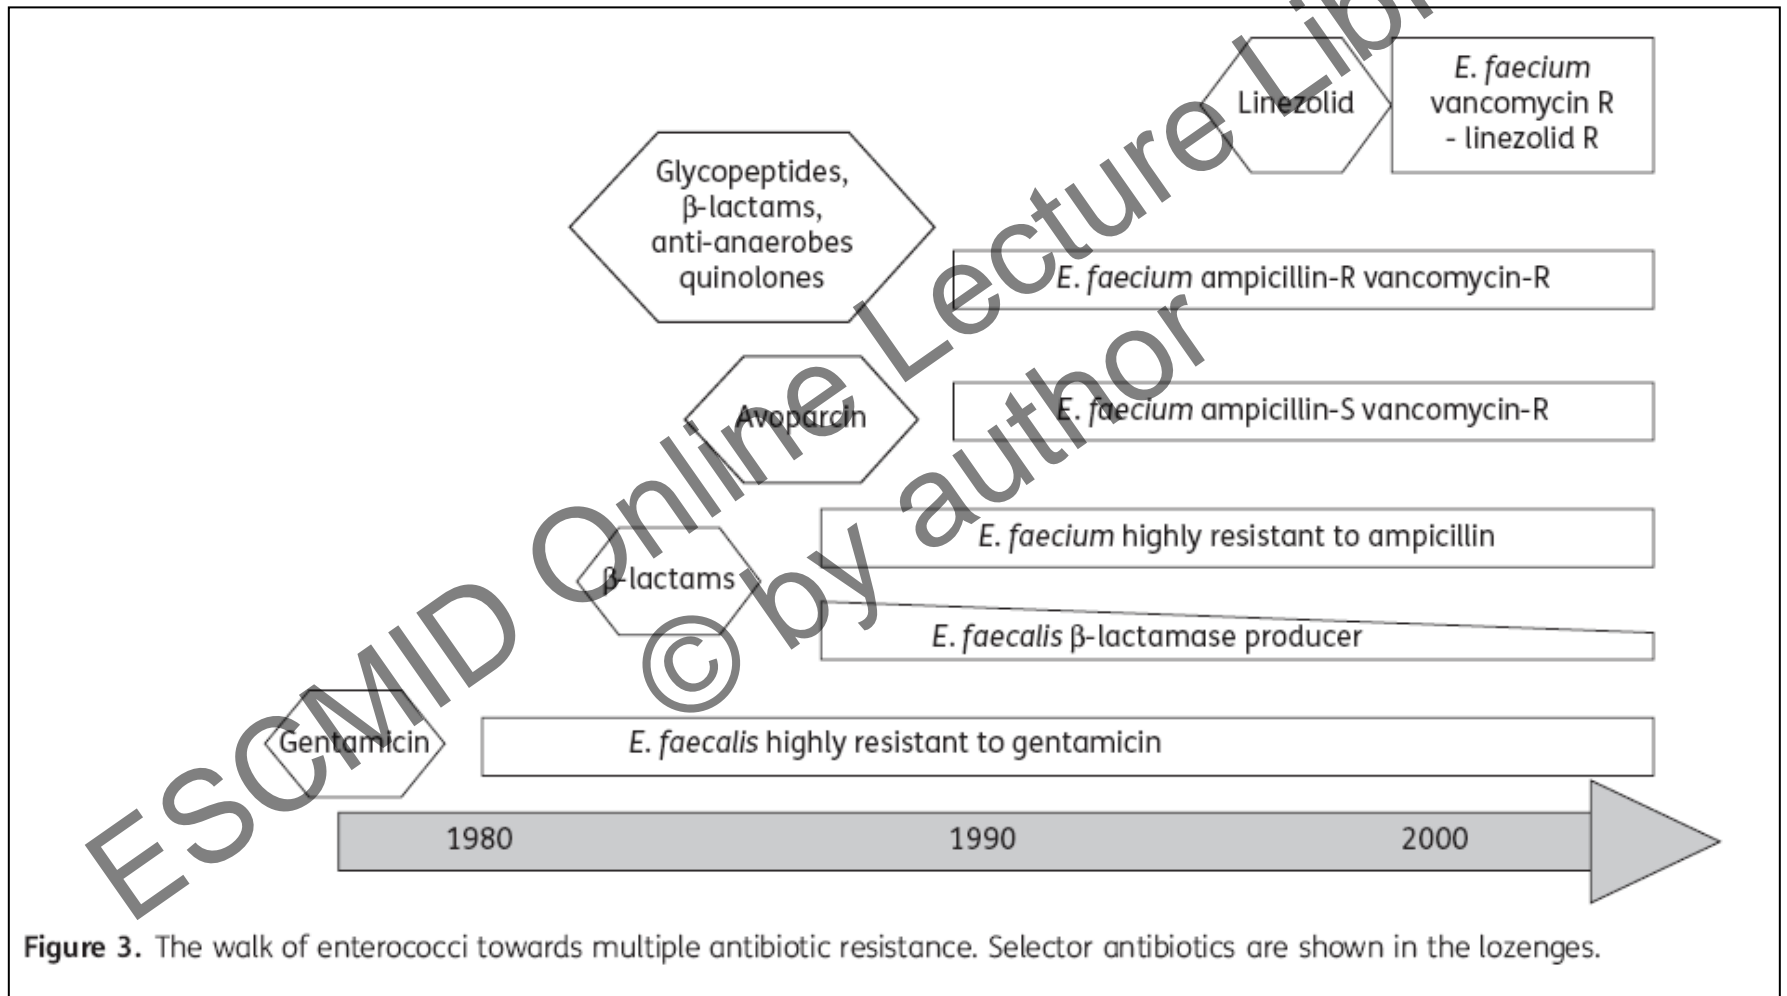 Linezolid
E. faecium
vancomycin R
- linezolid R
Glycopeptides,
β-lactams,
anti-anaerobes
quinolones
E. faecium ampicillin-R vancomycin-R
Avoparcin
E. faecium ampicillin-S vancomycin-R
E. faecium highly resistant to ampicillin
β-lactams
E. faecalis β-lactamase producer
Gentamicin
E. faecalis highly resistant to gentamicin
1980 1990 2000
Figure 3. The walk of enterococci towards multiple antibiotic resistance. Selector antibiotics are shown in the lozenges.
ESCMID Online Lecture
© by author